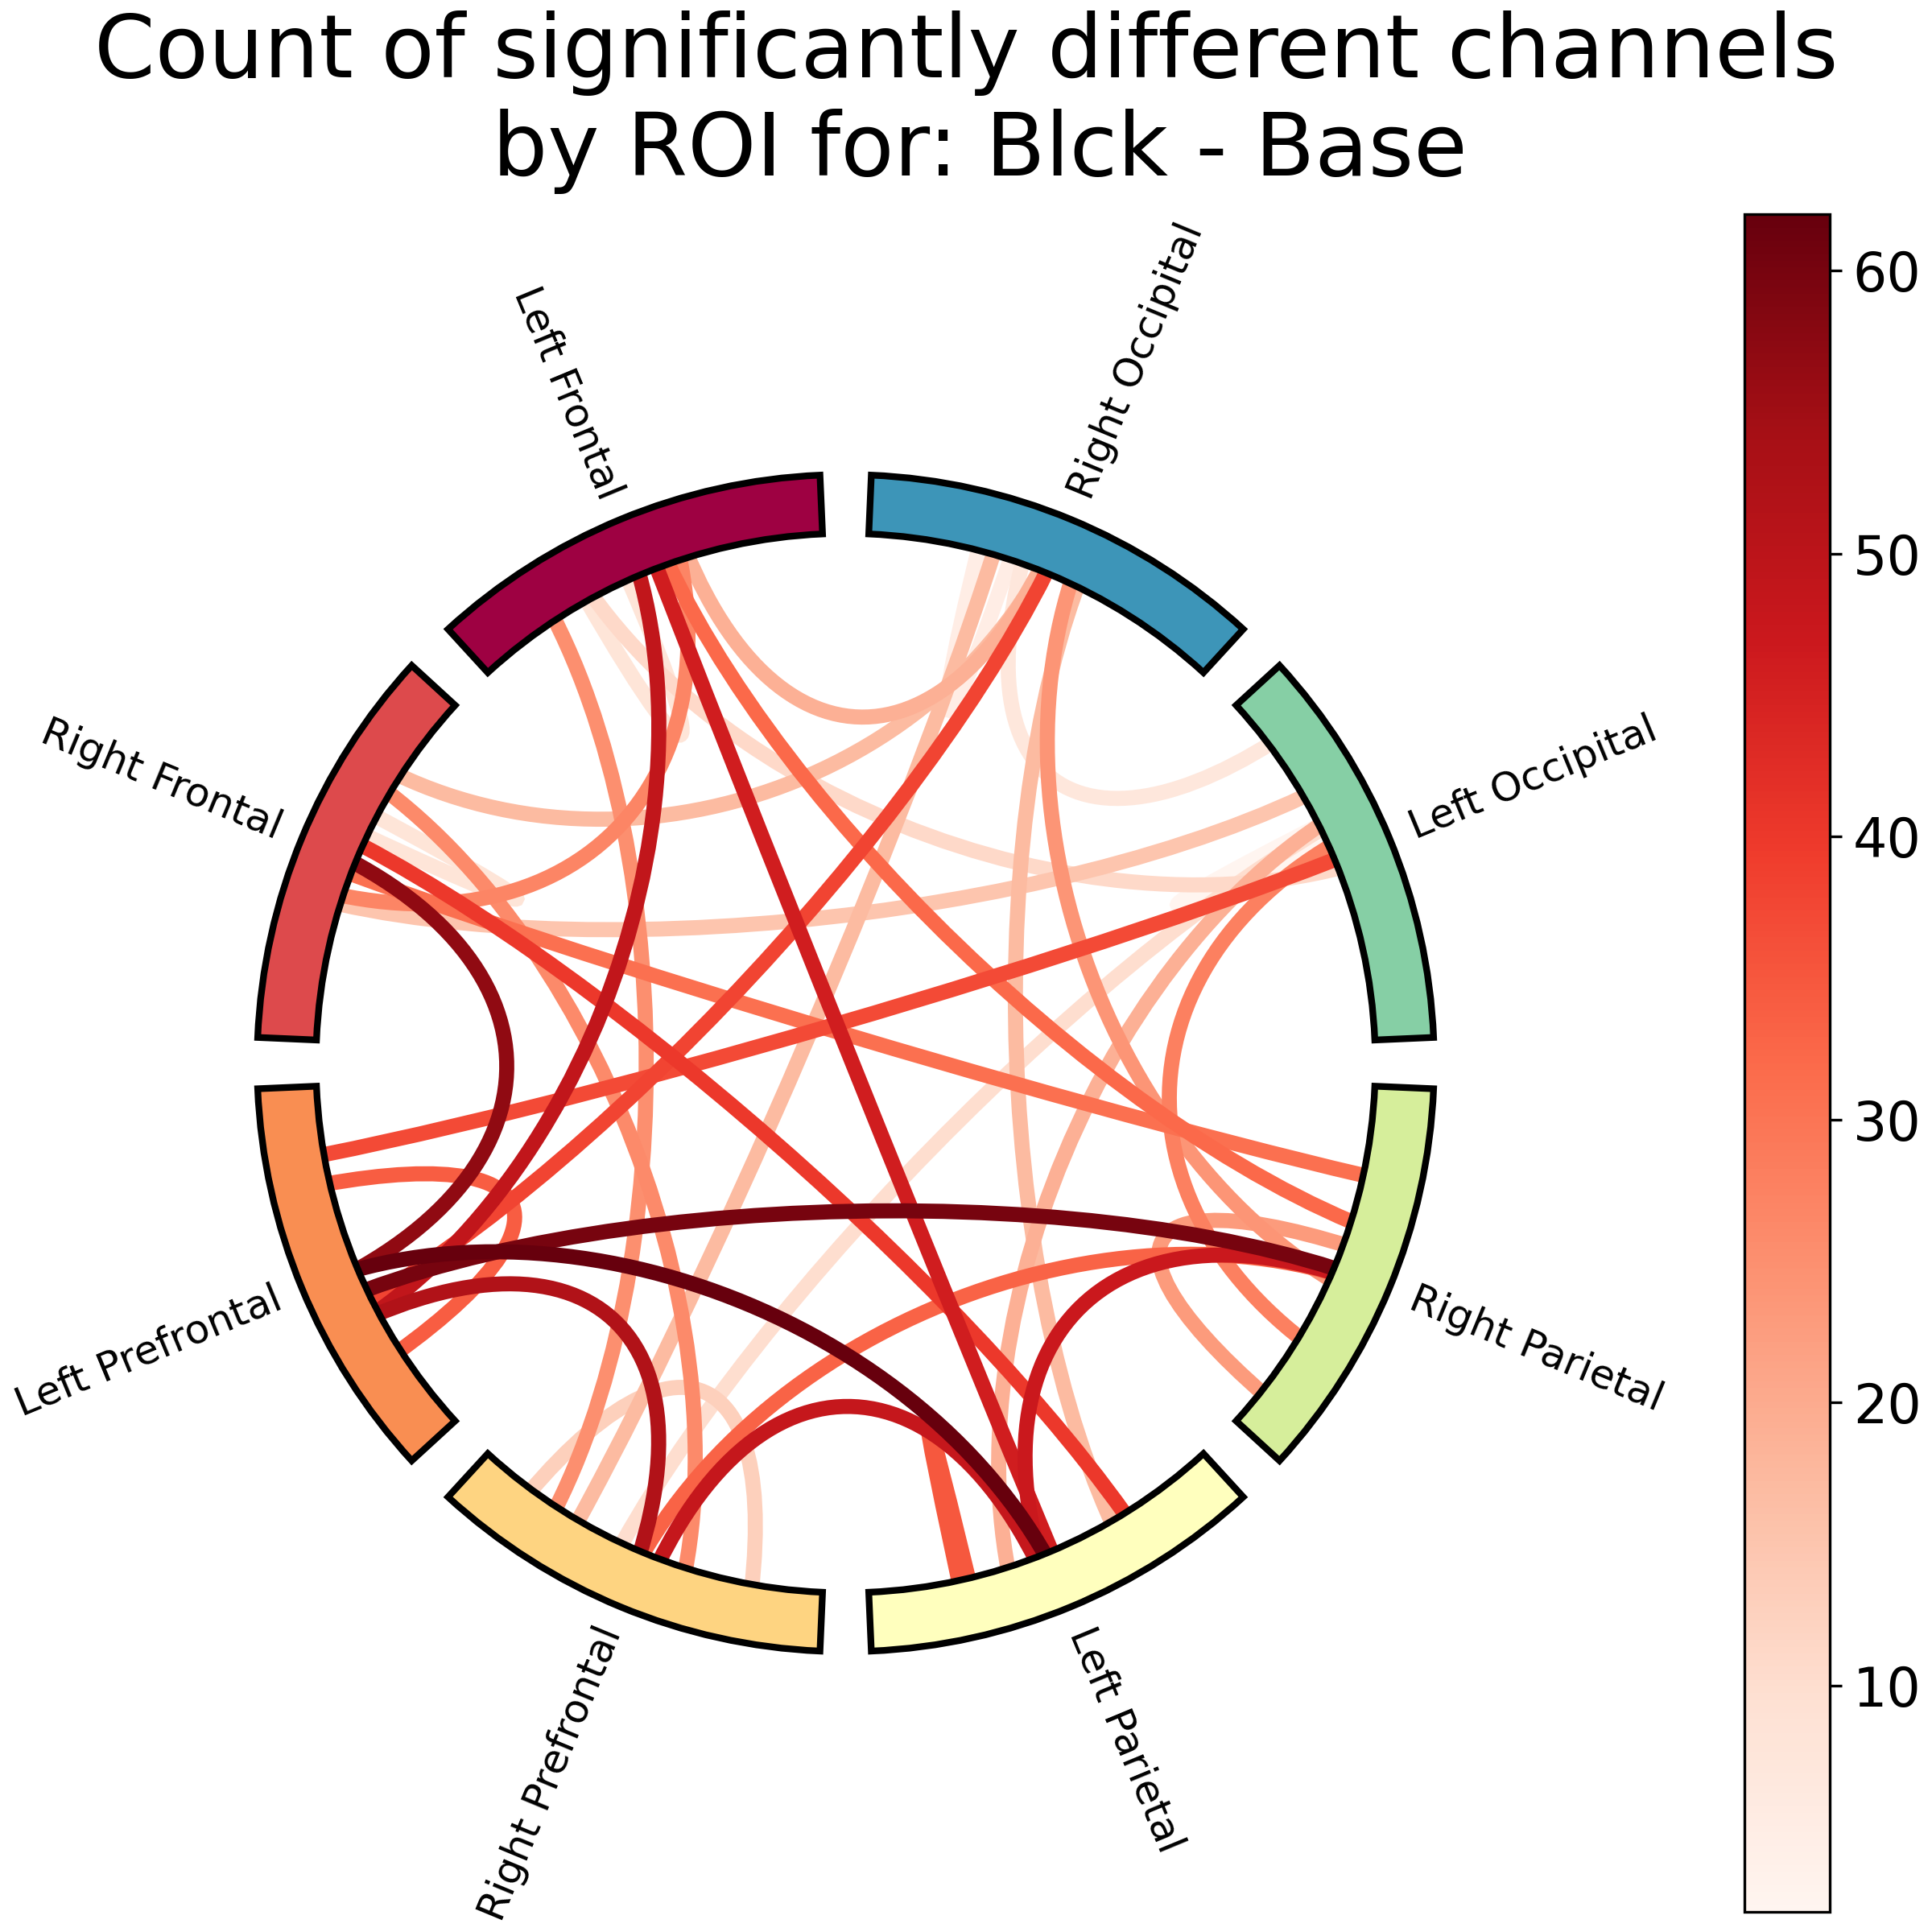 Count of significantly different channels
by ROI for: Blck - Base
Right Occipital
Left Frontal
Right Frontal
Left Occipital
Left Prefrontal
Right Parietal
Right Prefrontal
Left Parietal
60
50
40
30
20
10